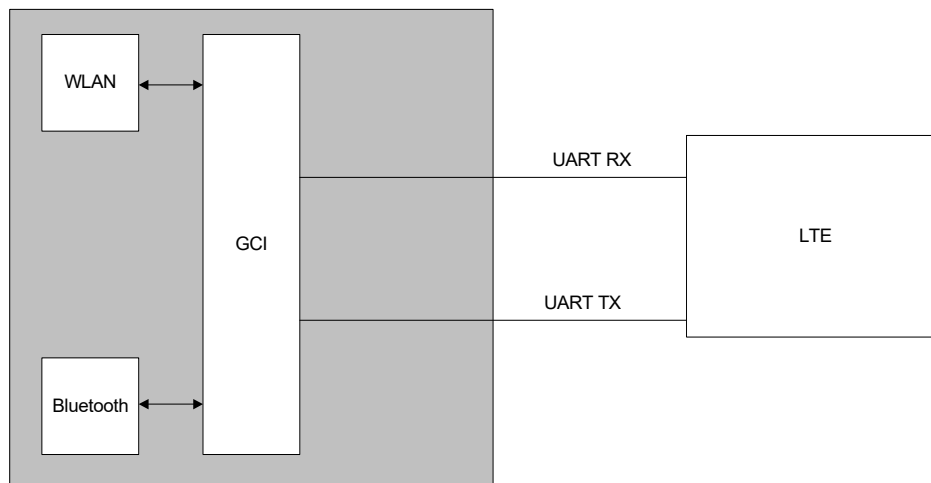 WLAN
UART RX
GCI
LTE
UART TX
Bluetooth